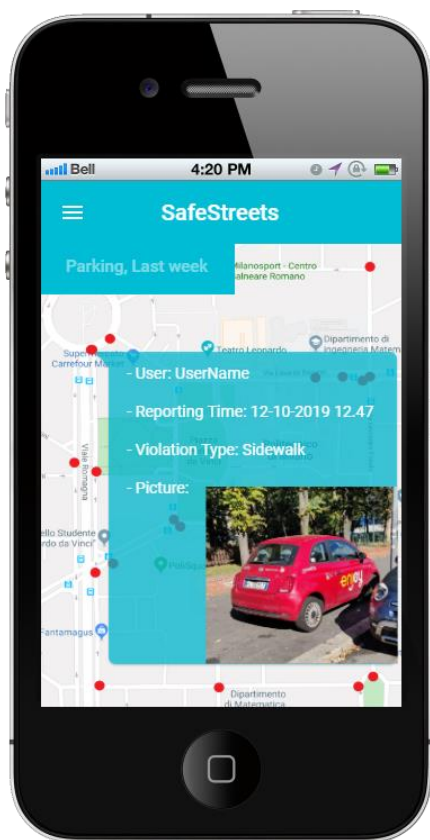 Bell
4:20 PM
SafeStreets
Parking, Last week
Milanosport - Centro
Balneare Romano
Teatro Leonardo
Dipartimento di
Carrefour Market
- User: UserName
- Reporting Time: 12-10-2019 12.47
- Violation Type: Sidewalk
- Picture:
Viale Romagna
enjoy
Fantamagus
Dipartimento
di Matematica